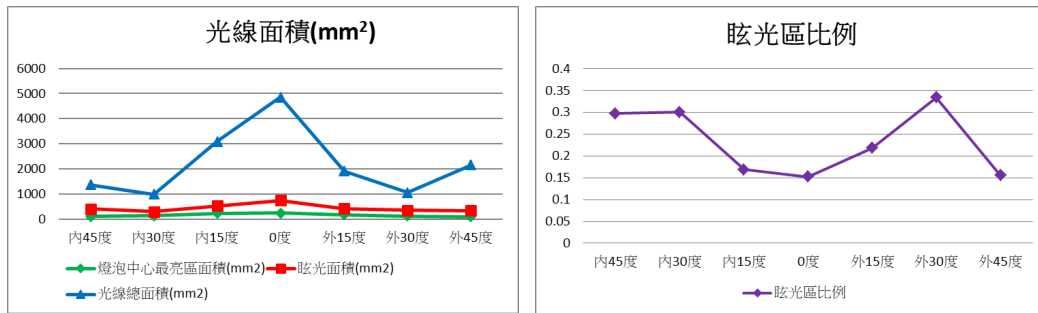 光線面積(mm²)
6000
5000
4000
3000
2000
1000
0
內45度 內30度 內15度 0度 外15度 外30度 外45度
燈泡中心最亮區面積(mm2) 眩光面積(mm2)
光線總面積(mm2)
眩光區比例
0.4
0.35
0.3
0.25
0.2
0.15
0.1
0.05
0
內45度 內30度 內15度 0度 外15度 外30度 外45度
眩光區比例